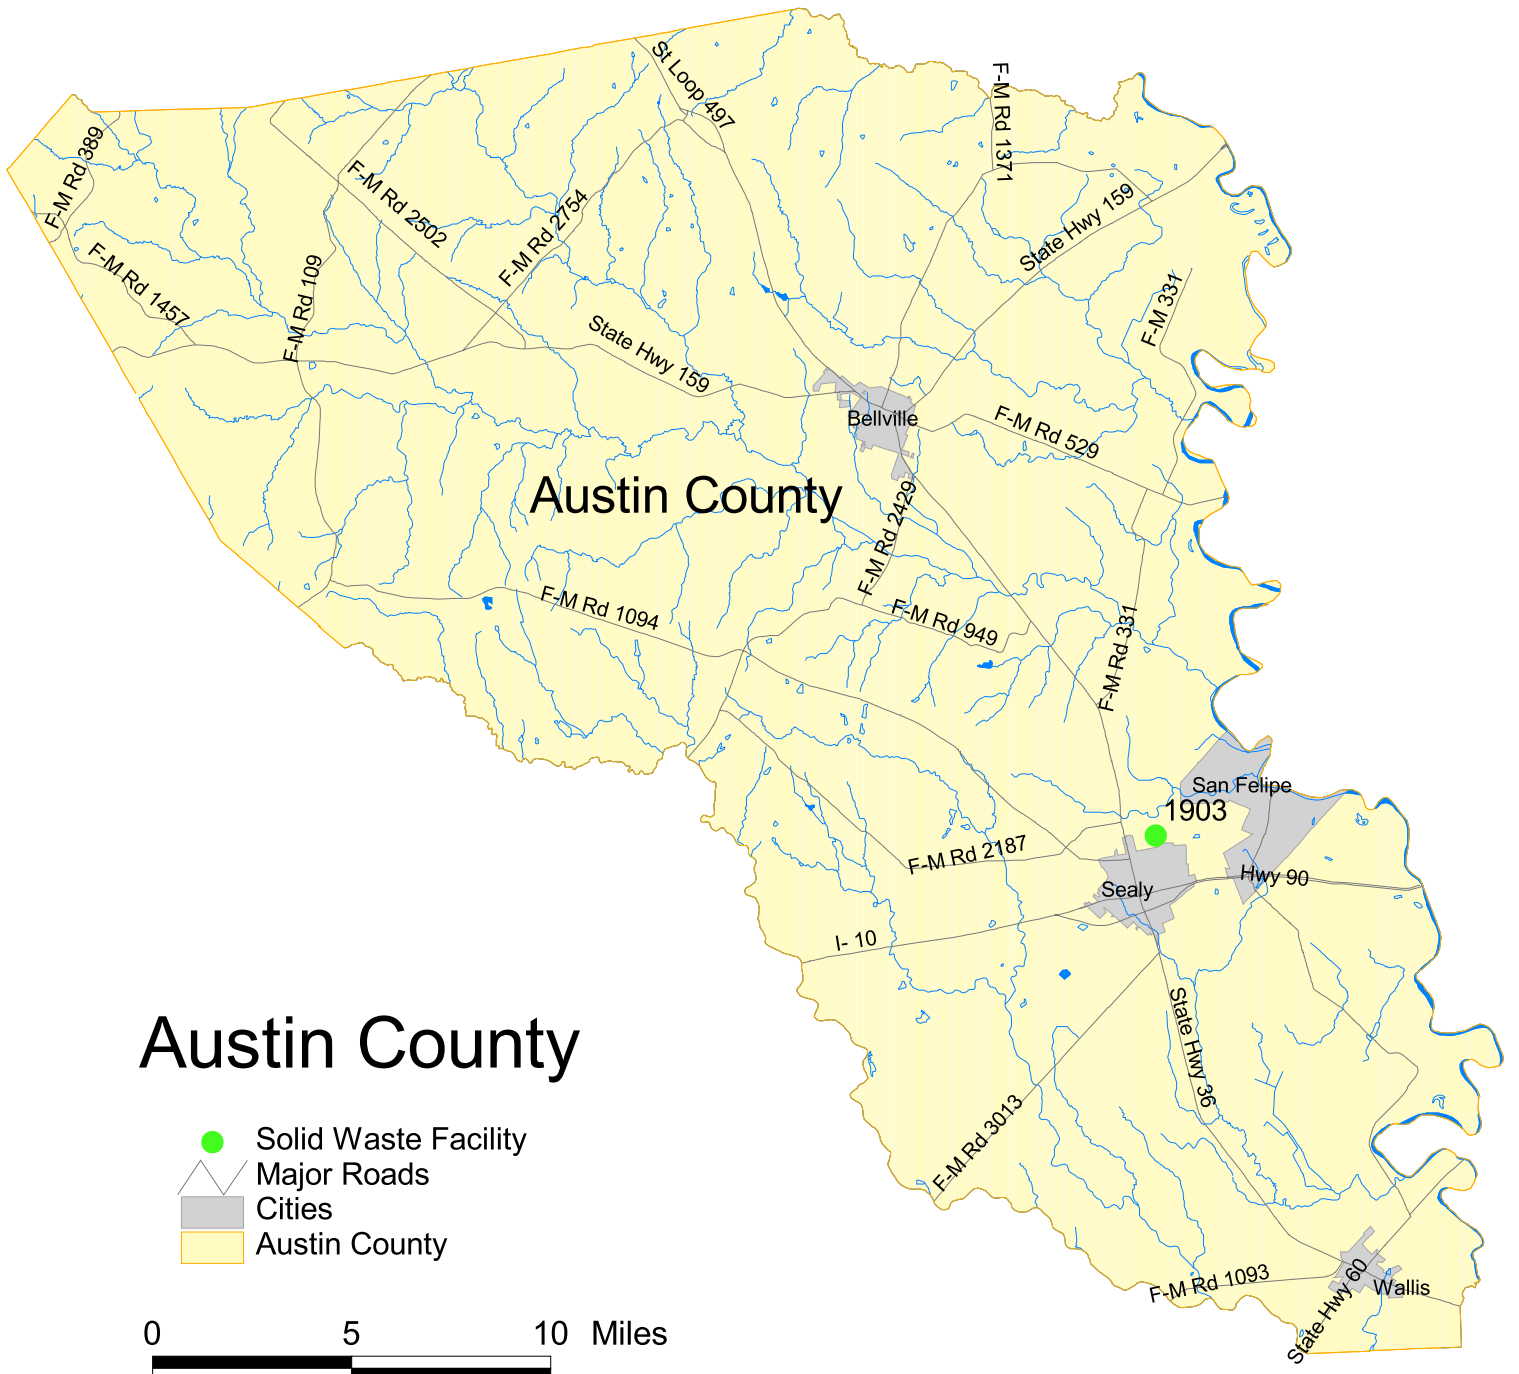 St Loop 497
F-M Rd 1371
F-M Rd 389
F-M Rd 2502
F-M Rd 2754
State Hwy 159
F-M Rd 1457
F-M Rd 109
F-M 331
State Hwy 159
Bellville
F-M Rd 529
Austin County
F-M Rd 2429
F-M Rd 1094
F-M Rd 949
F-M Rd 331
San Felipe
1903
F-M Rd 2187
Hwy 90
Sealy
I- 10
State Hwy 36
Austin County
F-M Rd 3013
Solid Waste Facility
Major Roads
Cities
Austin County
F-M Rd 1093
State Hwy 60
Wallis
0 5 10 Miles